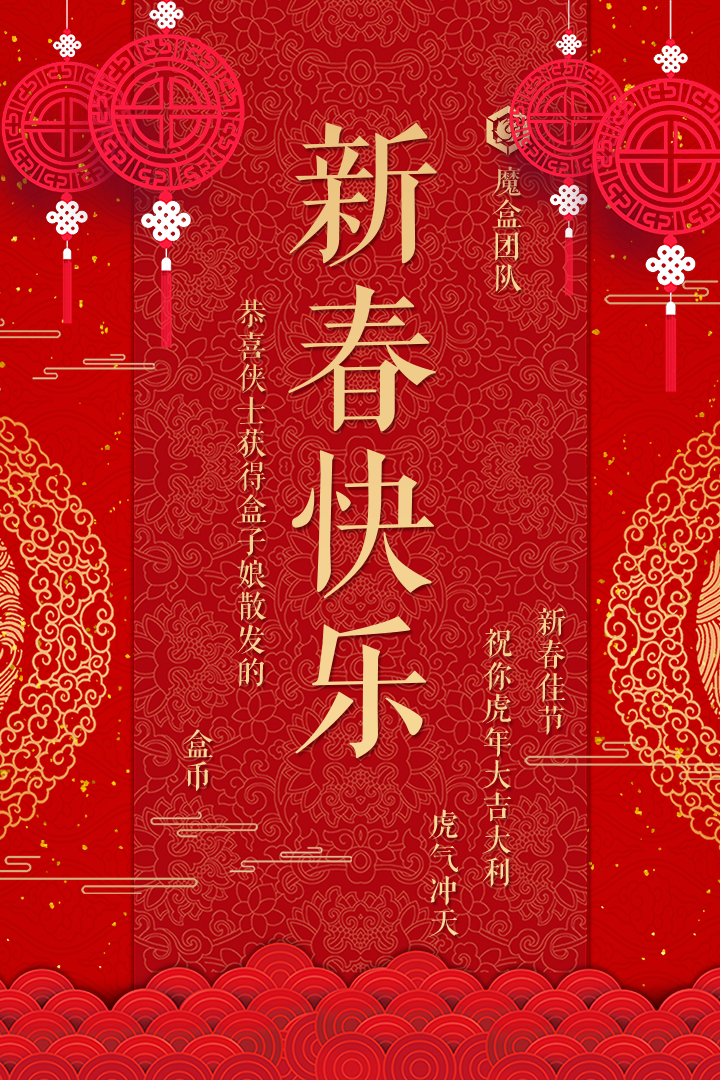 新春快乐
魔盒团队
新春佳节
祝你虎年大吉大利
虎气冲天
恭喜侠士获得盒子娘散发的
盒币